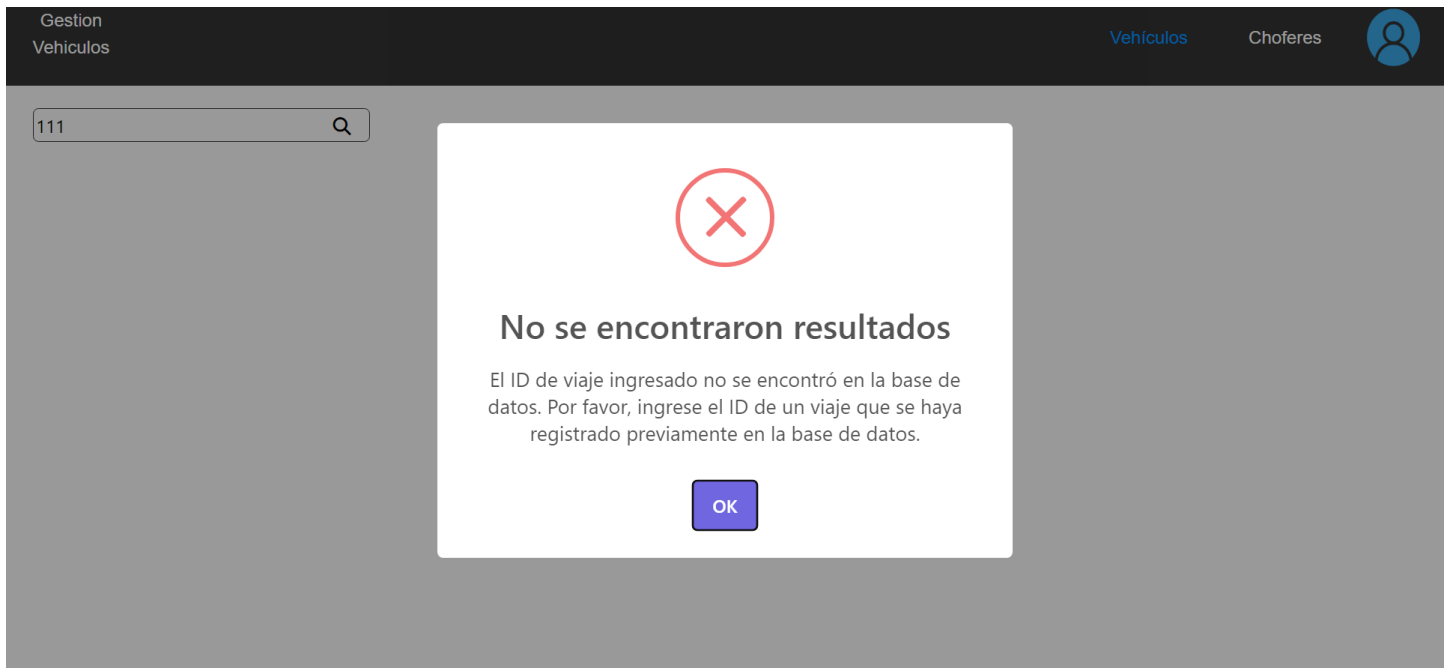 Gestion
Vehiculos
Vehículos
Choferes
111
No se encontraron resultados
El ID de viaje ingresado no se encontró en la base de
datos. Por favor, ingrese el ID de un viaje que se haya
registrado previamente en la base de datos.
OK